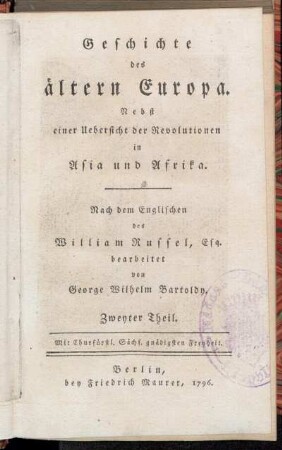 Geschichte
des
ältern Europa.
Nebst
einer Uebersicht der Revolutionen
in
Asia und Afrika.
Nach dem Englischen
des
William Russel, Esq.
bearbeitet
von
George Wilhelm Bartoldy.
Zweyter Theil.
Mit Churfürstl. Sächs. gnädigsten Freyheit.
Berlin,
bey Friedrich Maurer, 1796.